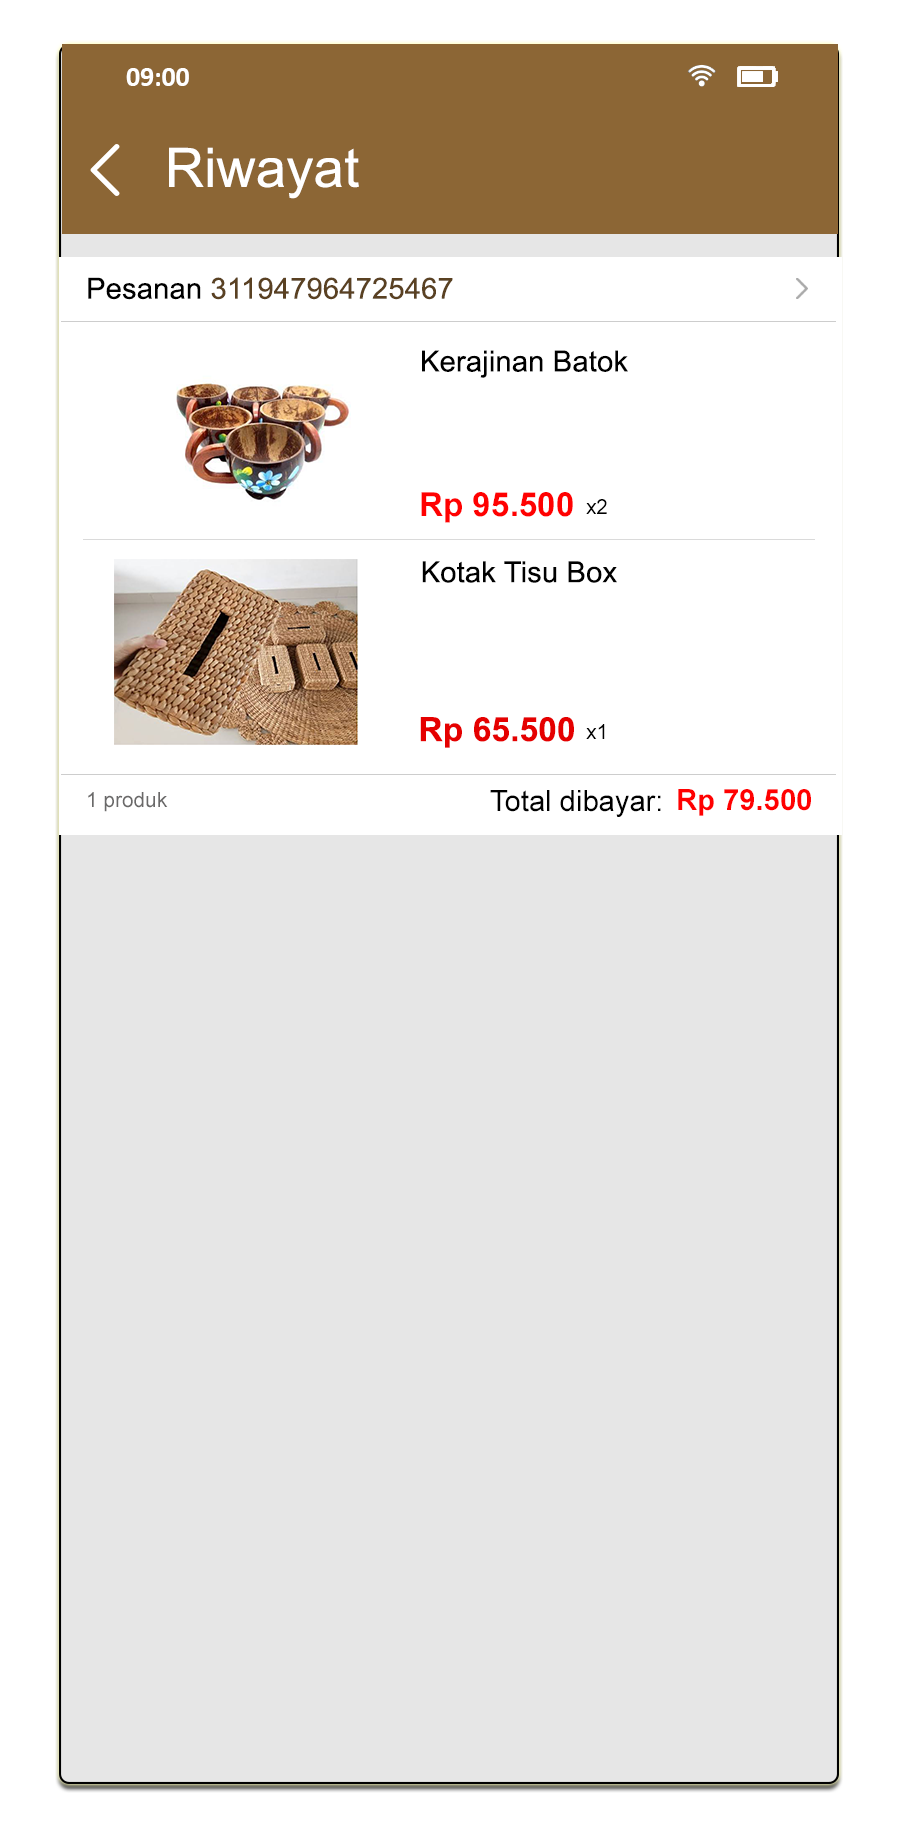 09:00
Riwayat
Pesanan 311947964725467
Kerajinan Batok
Rp 95.500 x2
Kotak Tisu Box
Rp 65.500 x1
1 produk
Total dibayar: Rp 79.500